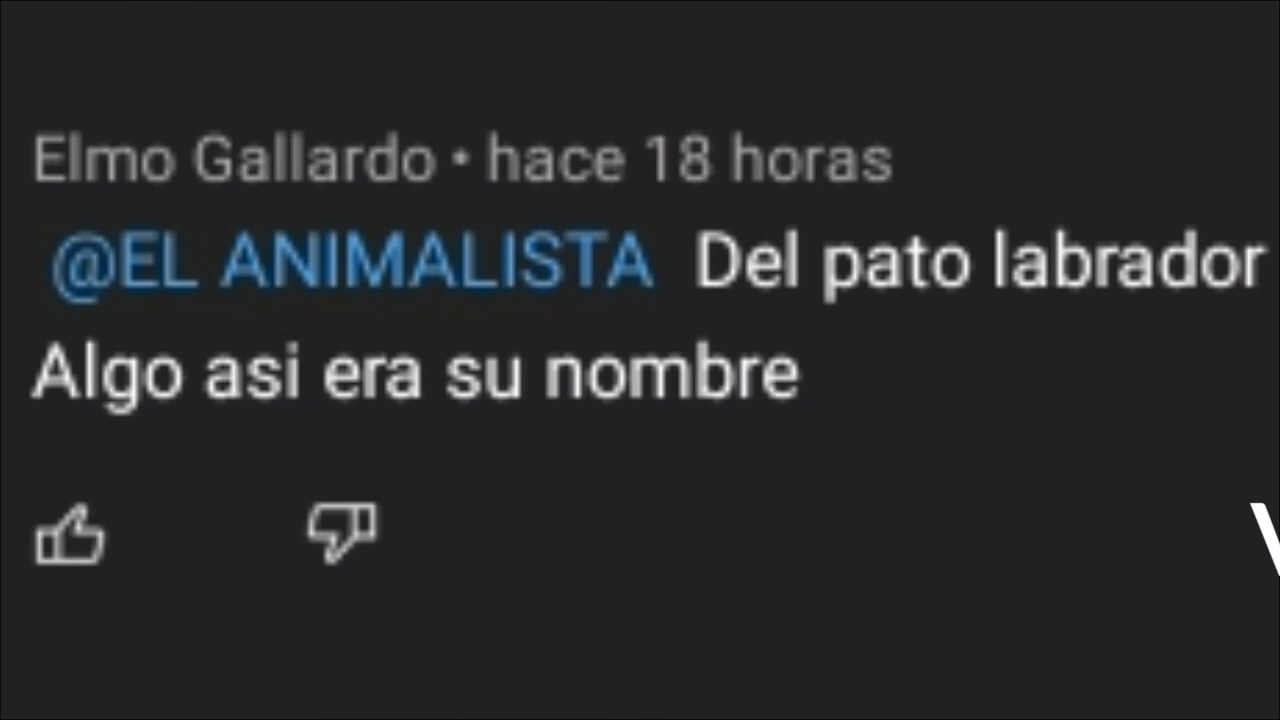 Elmo Gallardo • hace 18 horas
@EL ANIMALISTA Del pato labrador
Algo asi era su nombre